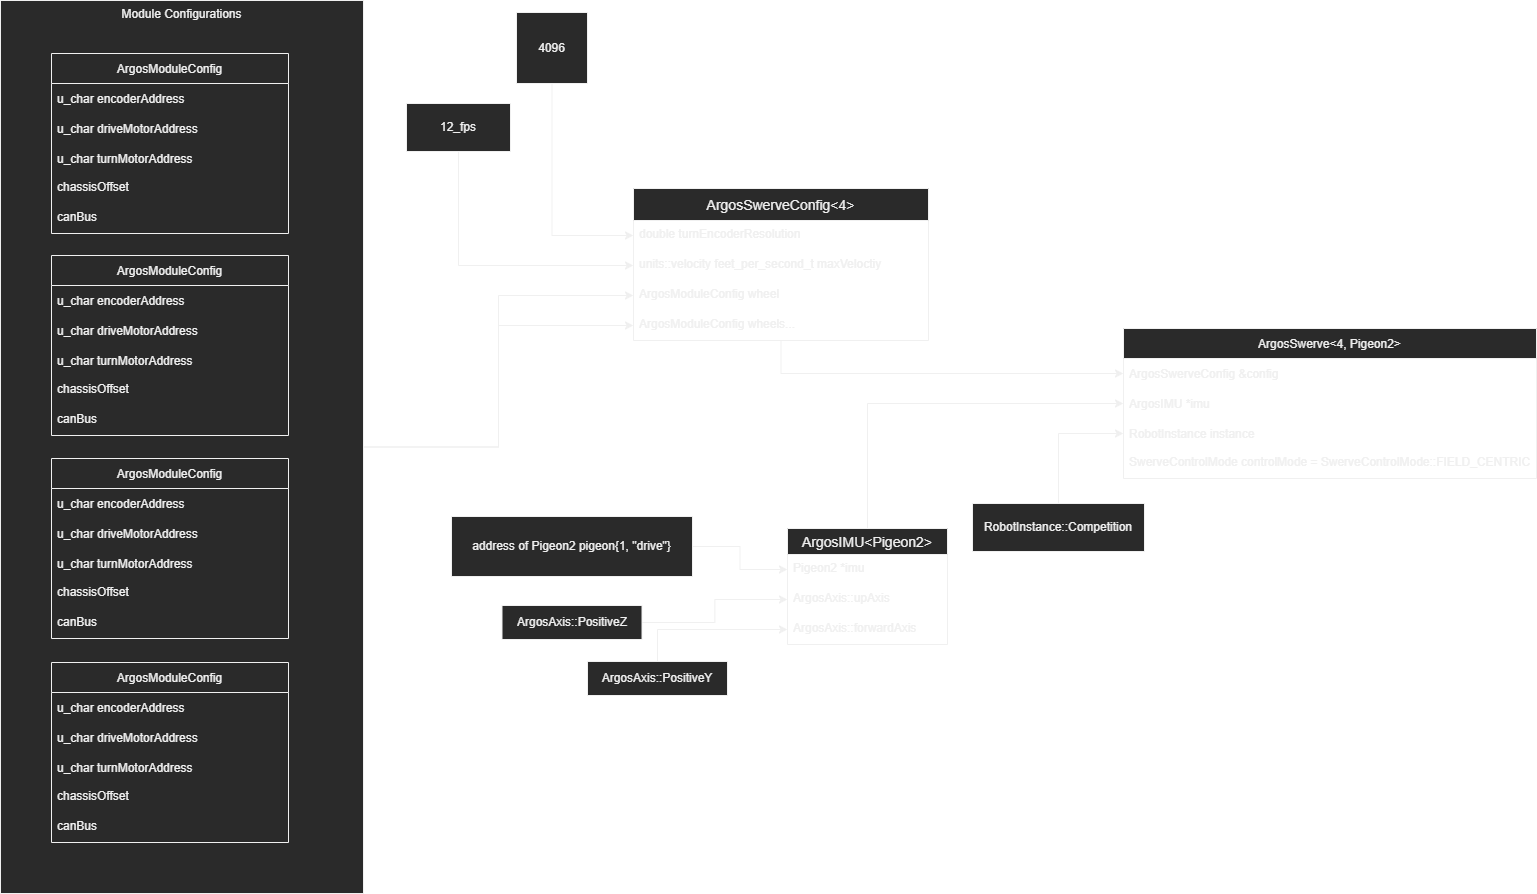 Module Configurations
ArgosModuleConfig
u_char encoderAddress
u_char driveMotorAddress
u_char turnMotorAddress
chassisOffset
canBus
ArgosModuleConfig
u_char encoderAddress
u_char driveMotorAddress
u_char turnMotorAddress
chassisOffset
canBus
ArgosModuleConfig
u_char encoderAddress
u_char driveMotorAddress
u_char turnMotorAddress
chassisOffset
canBus
ArgosModuleConfig
u_char encoderAddress
u_char driveMotorAddress
u_char turnMotorAddress
chassisOffset
canBus
4096
12_fps
ArgosSwerveConfig<4>
double turnEncoderResolution
units::velocity feet_per_second_t maxVeloctiy
ArgosModuleConfig wheel
ArgosModuleConfig wheels...
ArgosSwerve<4, Pigeon2>
ArgosSwerveConfig &config
ArgosIMU *imu
RobotInstance instance
SwerveControlMode controlMode = SwerveControlMode::FIELD_CENTRIC
RobotInstance::Competition
address of Pigeon2 pigeon{1, "drive"}
ArgosIMU<Pigeon2>
Pigeon2 *imu
ArgosAxis::upAxis
ArgosAxis::forwardAxis
ArgosAxis::PositiveZ
ArgosAxis::PositiveY